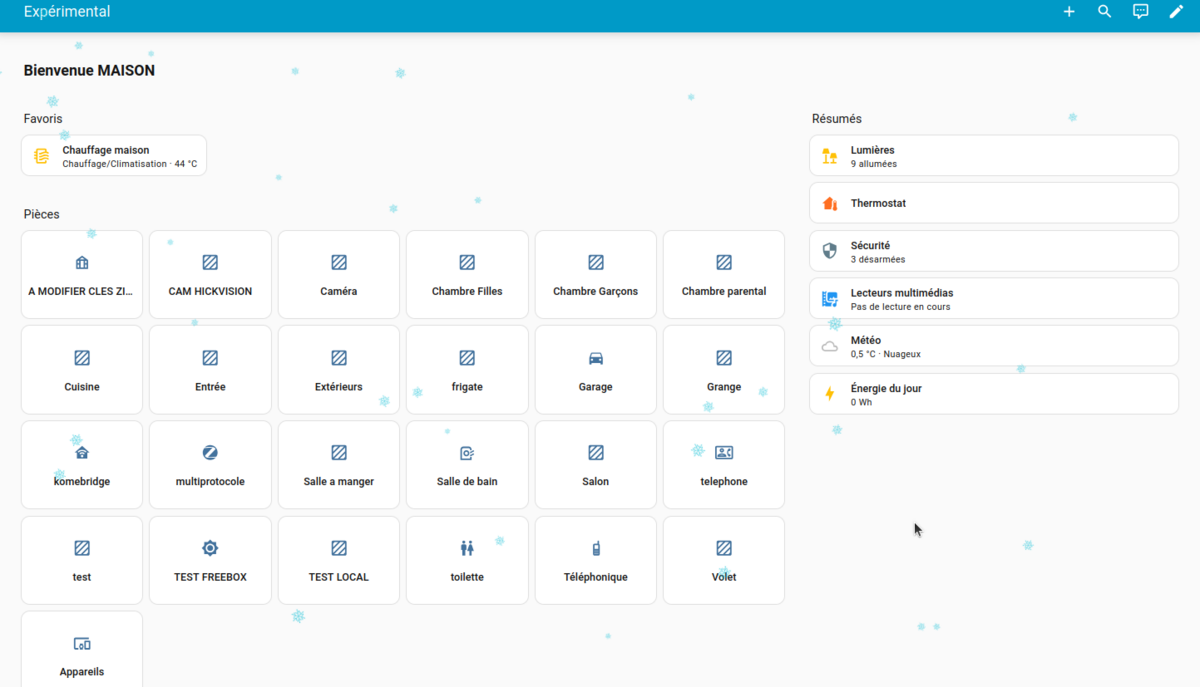 Expérimental
Bienvenue MAISON
Favoris
Chauffage maison
Chauffage/Climatisation · 44 °C
Pièces
A MODIFIER CLES ZI...
CAM HICKVISION
Caméra
Chambre Filles
Chambre Garçons
Chambre parental
Cuisine
Entrée
Extérieurs
frigate
Garage
Grange
komebridge
multiprotocole
Salle a manger
Salle de bain
Salon
telephone
test
TEST FREEBOX
TEST LOCAL
toilette
Téléphonique
Volet
Appareils
Résumés
Lumières
9 allumées
Thermostat
Sécurité
3 désarmées
Lecteurs multimédias
Pas de lecture en cours
Météo
0,5 °C · Nuageux
Énergie du jour
0 Wh